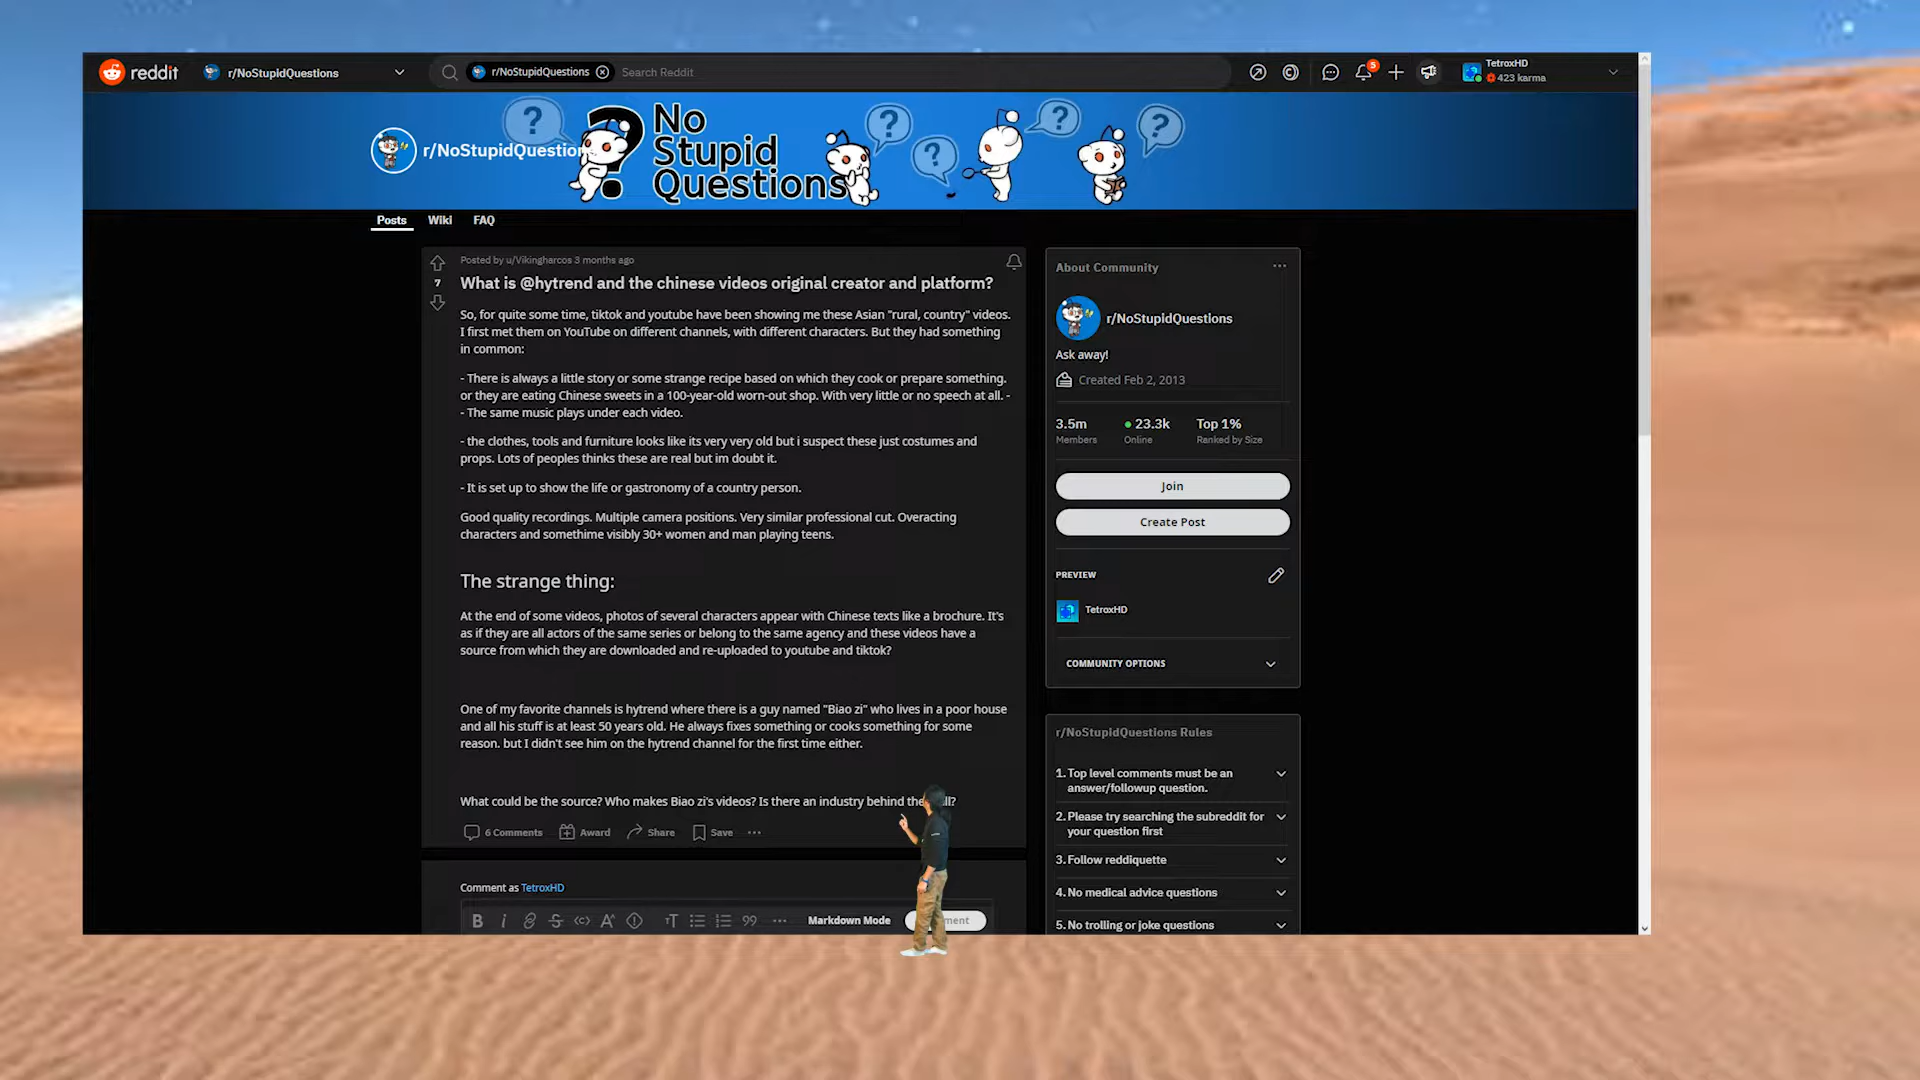 reddit
r/NoStupidQuestions
r/NoStupidQuestions
Search Reddit
5
TetroxHD
423 karma
r/NoStupidQuestion
No
Stupid
Questions
Posts
Wiki
FAQ
Posted by u/Vikingharcos 3 months ago
7
What is @hytrend and the chinese videos original creator and platform?
So, for quite some time, tiktok and youtube have been showing me these Asian "rural, country" videos.
I first met them on YouTube on different channels, with different characters. But they had something
in common:
- There is always a little story or some strange recipe based on which they cook or prepare something.
or they are eating Chinese sweets in a 100-year-old worn-out shop. With very little or no speech at all. -
- The same music plays under each video.
- the clothes, tools and furniture looks like its very very old but i suspect these just costumes and
props. Lots of peoples thinks these are real but im doubt it.
- It is set up to show the life or gastronomy of a country person.
Good quality recordings. Multiple camera positions. Very similar professional cut. Overacting
characters and somethime visibly 30+ women and man playing teens.
The strange thing:
At the end of some videos, photos of several characters appear with Chinese texts like a brochure. It's
as if they are all actors of the same series or belong to the same agency and these videos have a
source from which they are downloaded and re-uploaded to youtube and tiktok?
One of my favorite channels is hytrend where there is a guy named "Biao zi" who lives in a poor house
and all his stuff is at least 50 years old. He always fixes something or cooks something for some
reason. but I didn't see him on the hytrend channel for the first time either.
What could be the source? Who makes Biao zi's videos? Is there an industry behind
6 Comments
Award
Share
Save
Comment as TetroxHD
Markdown Mode
About Community
r/NoStupidQuestions
Ask away!
Created Feb 2, 2013
3.5m
23.3k
Top 1%
Members
Online
Ranked by Size
Join
Create Post
PREVIEW
TetroxHD
COMMUNITY OPTIONS
r/NoStupidQuestions Rules
1. Top level comments must be an
answer/followup question.
2. Please try searching the subreddit for
your question first
3. Follow reddiquette
4. No medical advice questions
5. No trolling or joke questions